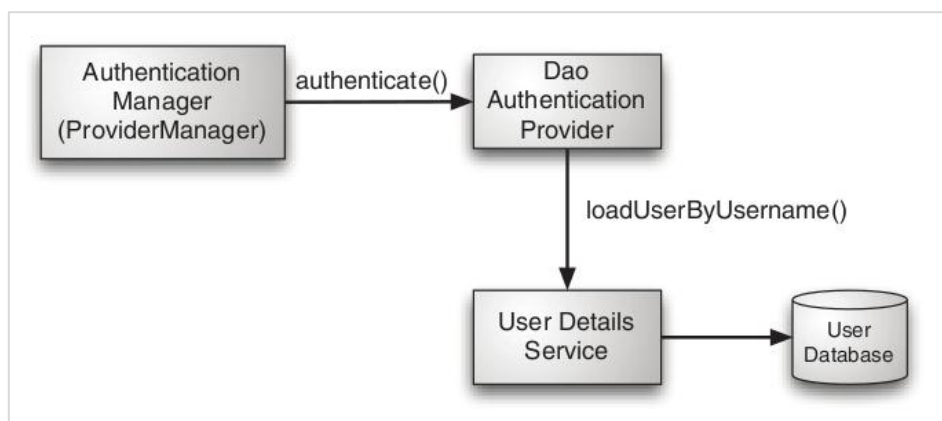 Authentication
Manager
(ProviderManager)
authenticate()
Dao
Authentication
Provider
loadUserByUsername()
User Details
Service
User
Database